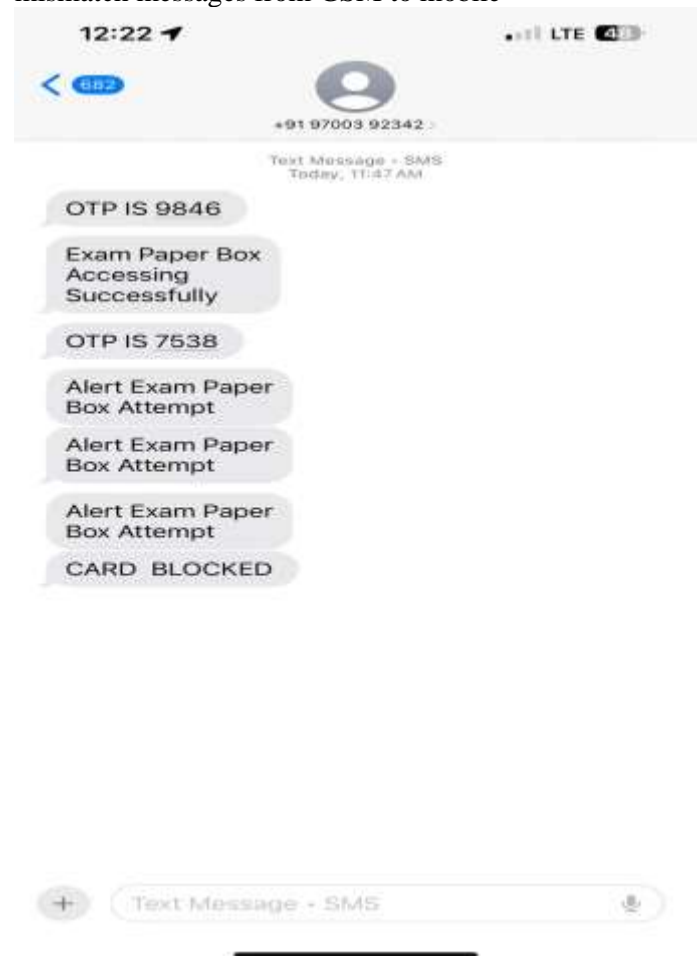 mismatch messages from GSM to mobile
12:22
LTE 48
682
+91 97003 92342
Text Message - SMS
Today, 11:47 AM
OTP IS 9846
Exam Paper Box
Accessing
Successfully
OTP IS 7538
Alert Exam Paper
Box Attempt
Alert Exam Paper
Box Attempt
Alert Exam Paper
Box Attempt
CARD BLOCKED
Text Message - SMS